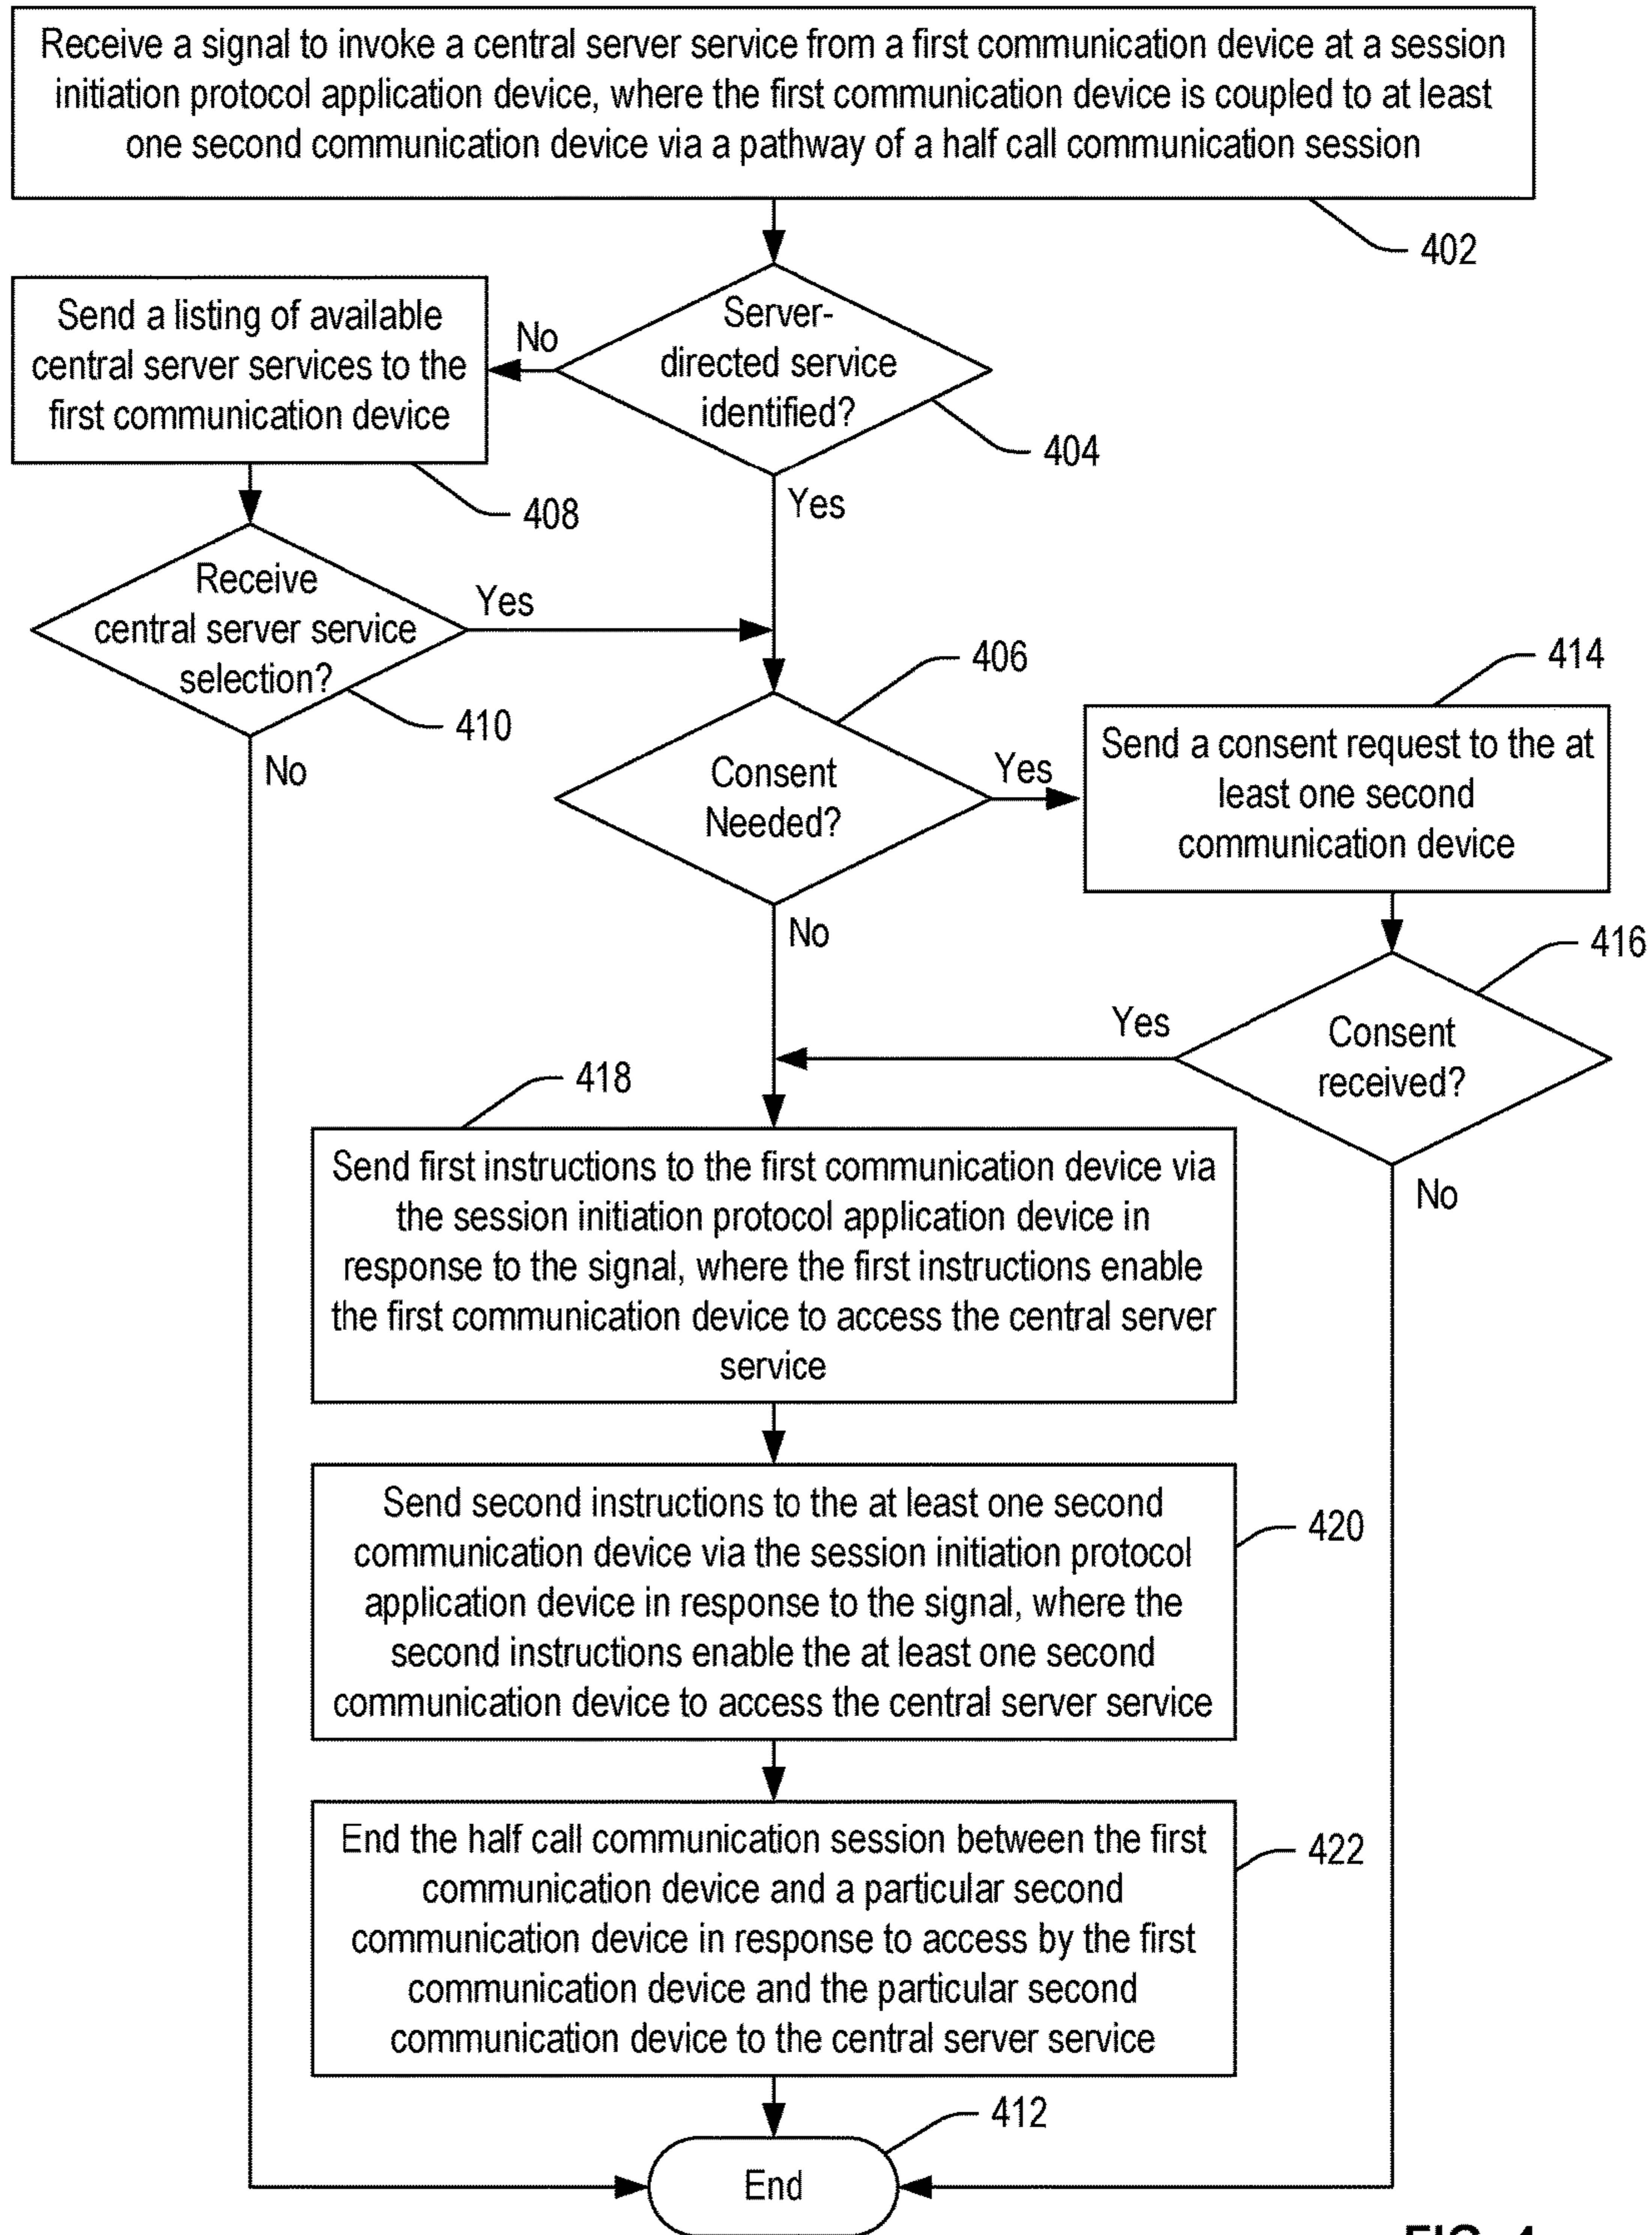 Receive a signal to invoke a central server service from a first communication device at a session
initiation protocol application device, where the first communication device is coupled to at least
one second communication device via a pathway of a half call communication session
402
Send a listing of available
central server services to the
first communication device
No
Server-
directed service
identified?
404
408
Yes
Receive
central server service
selection?
Yes
410
No
406
414
Consent
Needed?
Yes
Send a consent request to the at
least one second
communication device
No
416
Yes
Consent
received?
No
418
Send first instructions to the first communication device via
the session initiation protocol application device in
response to the signal, where the first instructions enable
the first communication device to access the central server
service
Send second instructions to the at least one second
communication device via the session initiation protocol
application device in response to the signal, where the
second instructions enable the at least one second
communication device to access the central server service
420
End the half call communication session between the first
communication device and a particular second
communication device in response to access by the first
communication device and the particular second
communication device to the central server service
422
412
End